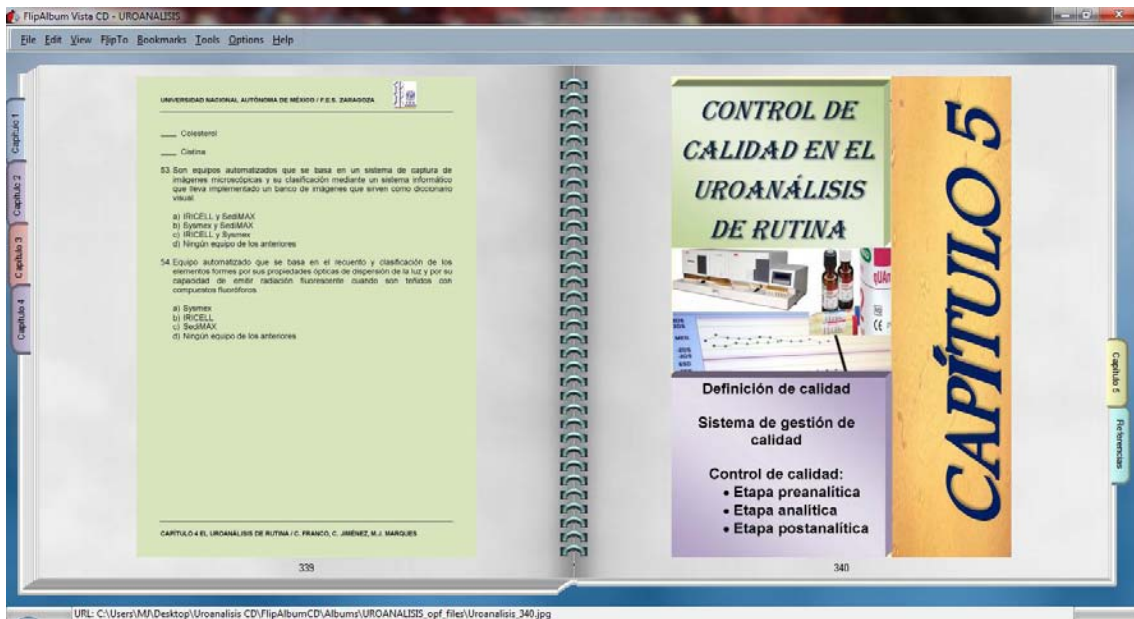 FlipAlbum Vista CD - UROANALISIS
File Edit View FlipTo Bookmarks Tools Options Help
Capítulo 1
Capítulo 2
Capítulo 3
Capítulo 4
UNIVERSIDAD NACIONAL AUTÓNOMA DE MÉXICO / F.E.S. ZARAGOZA
____ Colesterol
____ Cistina
53 Son equipos automatizados que se basa en un sistema de captura de
imágenes microscópicas y su clasificación mediante un sistema informático
que lleva implementado un banco de imágenes que sirven como diccionario
visual.
a) IRICELL y SediMAX
b) Sysmex y SediMAX
c) IRICELL y Sysmex
d) Ningún equipo de los anteriores
54 Equipo automatizado que se basa en el recuento y clasificación de los
elementos formes por sus propiedades ópticas de dispersión de la luz y por su
capacidad de emitir radiación fluorescente cuando son teñidos con
compuestos fluoróforos.
a) Sysmex
b) IRICELL
c) SediMAX
d) Ningún equipo de los anteriores
CAPÍTULO 4 EL UROANÁLISIS DE RUTINA / C. FRANCO, C. JIMÉNEZ, M.J. MARQUES
339
CONTROL DE
CALIDAD EN EL
UROANÁLISIS
DE RUTINA
CAPÍTULO 5
Definición de calidad
Sistema de gestión de
calidad
Control de calidad:
• Etapa preanalítica
• Etapa analítica
• Etapa postanalítica
340
Capítulo 5
Referencias
URL: C:\Users\MJ\Desktop\Uroanalisis CD\FlipAlbumCD\Albums\UROANALISIS_opf_files\Uroanalisis_340.jpg